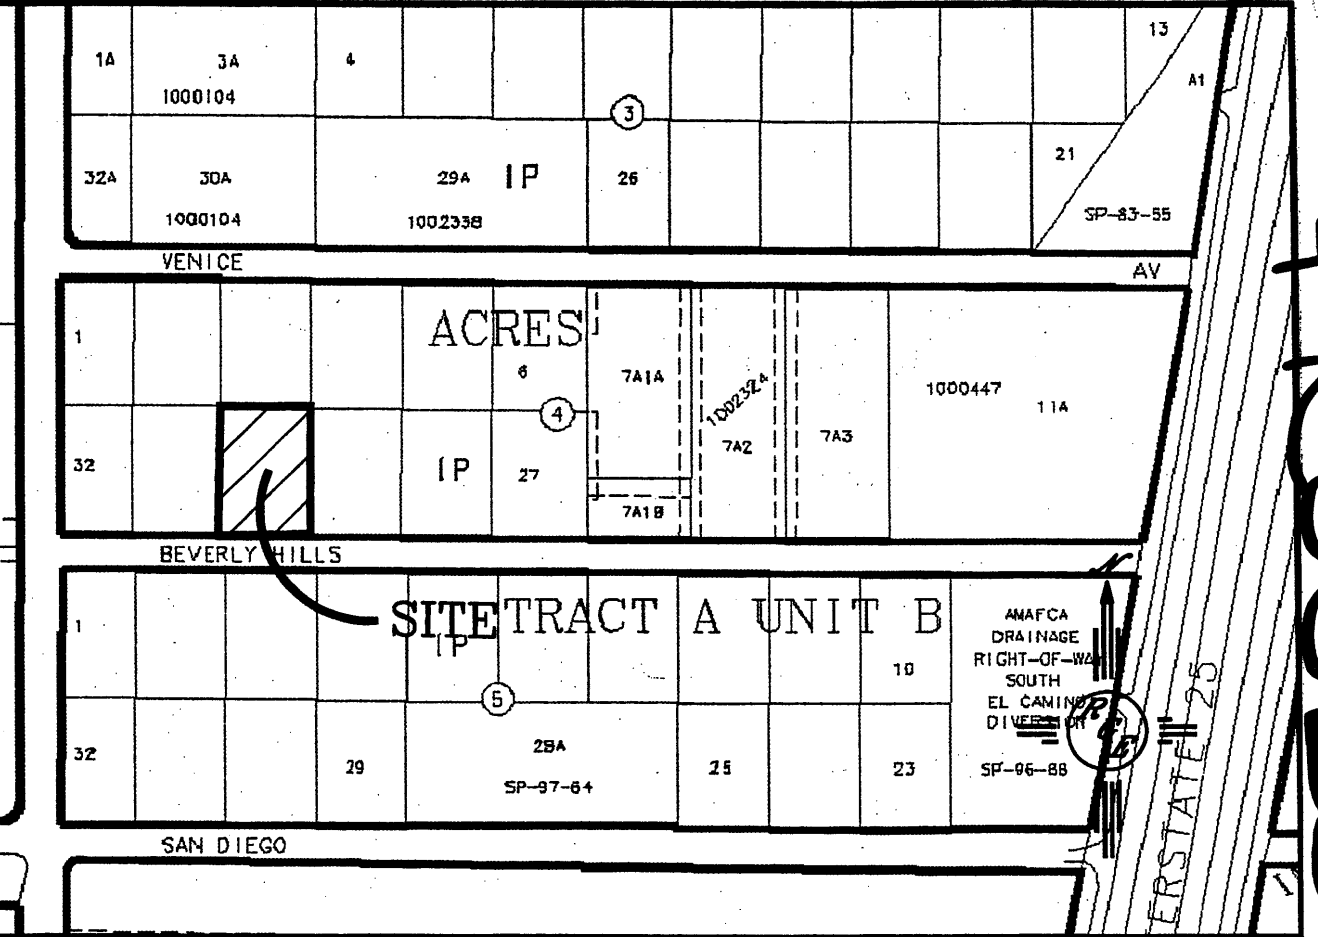 1A
3A
4
13
A1
1000104
3
21
32A
30A
29A
IP
26
1000104
1002338
SP-83-55
VENICE
AV
1
ACRES
6
7A1A
1002324
1000447
11A
4
32
IP
27
7A2
7A3
7A1B
BEVERLY HILLS
N
1
SITE
TRACT A UNIT B
IP
10
AMAFCA
DRAINAGE
RIGHT-OF-WAY
SOUTH
EL CAMINO
DIVERSION
5
RGE
32
29
28A
25
23
SP-96-88
SP-97-64
SAN DIEGO
ERSTATE 25